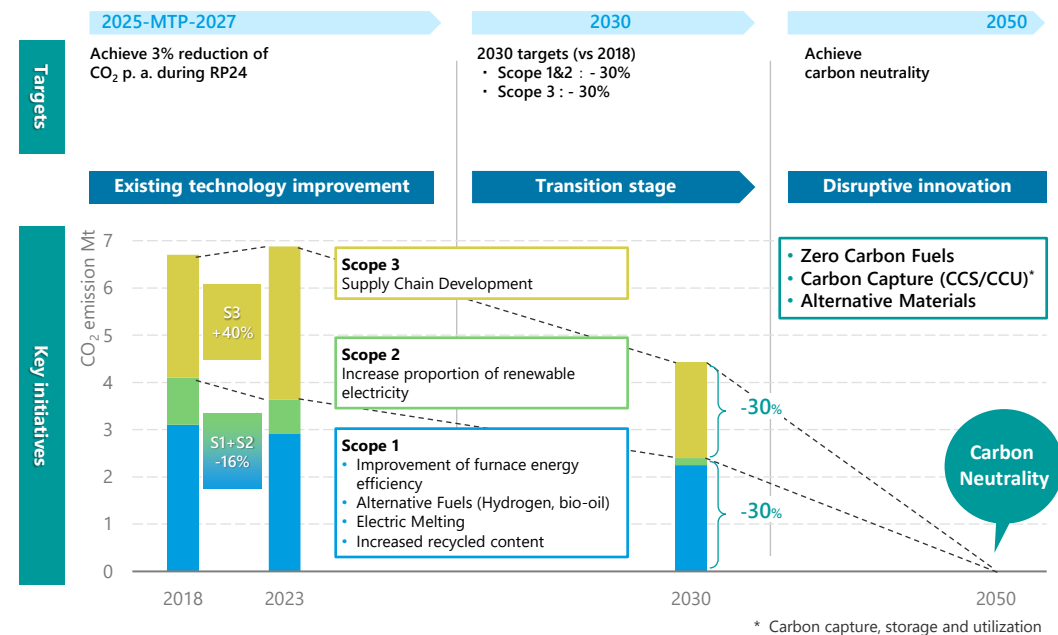 2025-MTP-2027
2030
2050
Targets
Achieve 3% reduction of
CO₂ p. a. during RP24
2030 targets (vs 2018)
・ Scope 1&2 : - 30%
・ Scope 3 : - 30%
Achieve
carbon neutrality
Existing technology improvement
Transition stage
Disruptive innovation
Key initiatives
CO₂ emission Mt
7
6
5
4
3
2
1
0
S3
+40%
S1+S2
-16%
Scope 3
Supply Chain Development
Scope 2
Increase proportion of renewable
electricity
Scope 1
• Improvement of furnace energy
efficiency
• Alternative Fuels (Hydrogen, bio-oil)
• Electric Melting
• Increased recycled content
-30%
-30%
• Zero Carbon Fuels
• Carbon Capture (CCS/CCU)*
• Alternative Materials
Carbon
Neutrality
2018
2023
2030
2050
* Carbon capture, storage and utilization